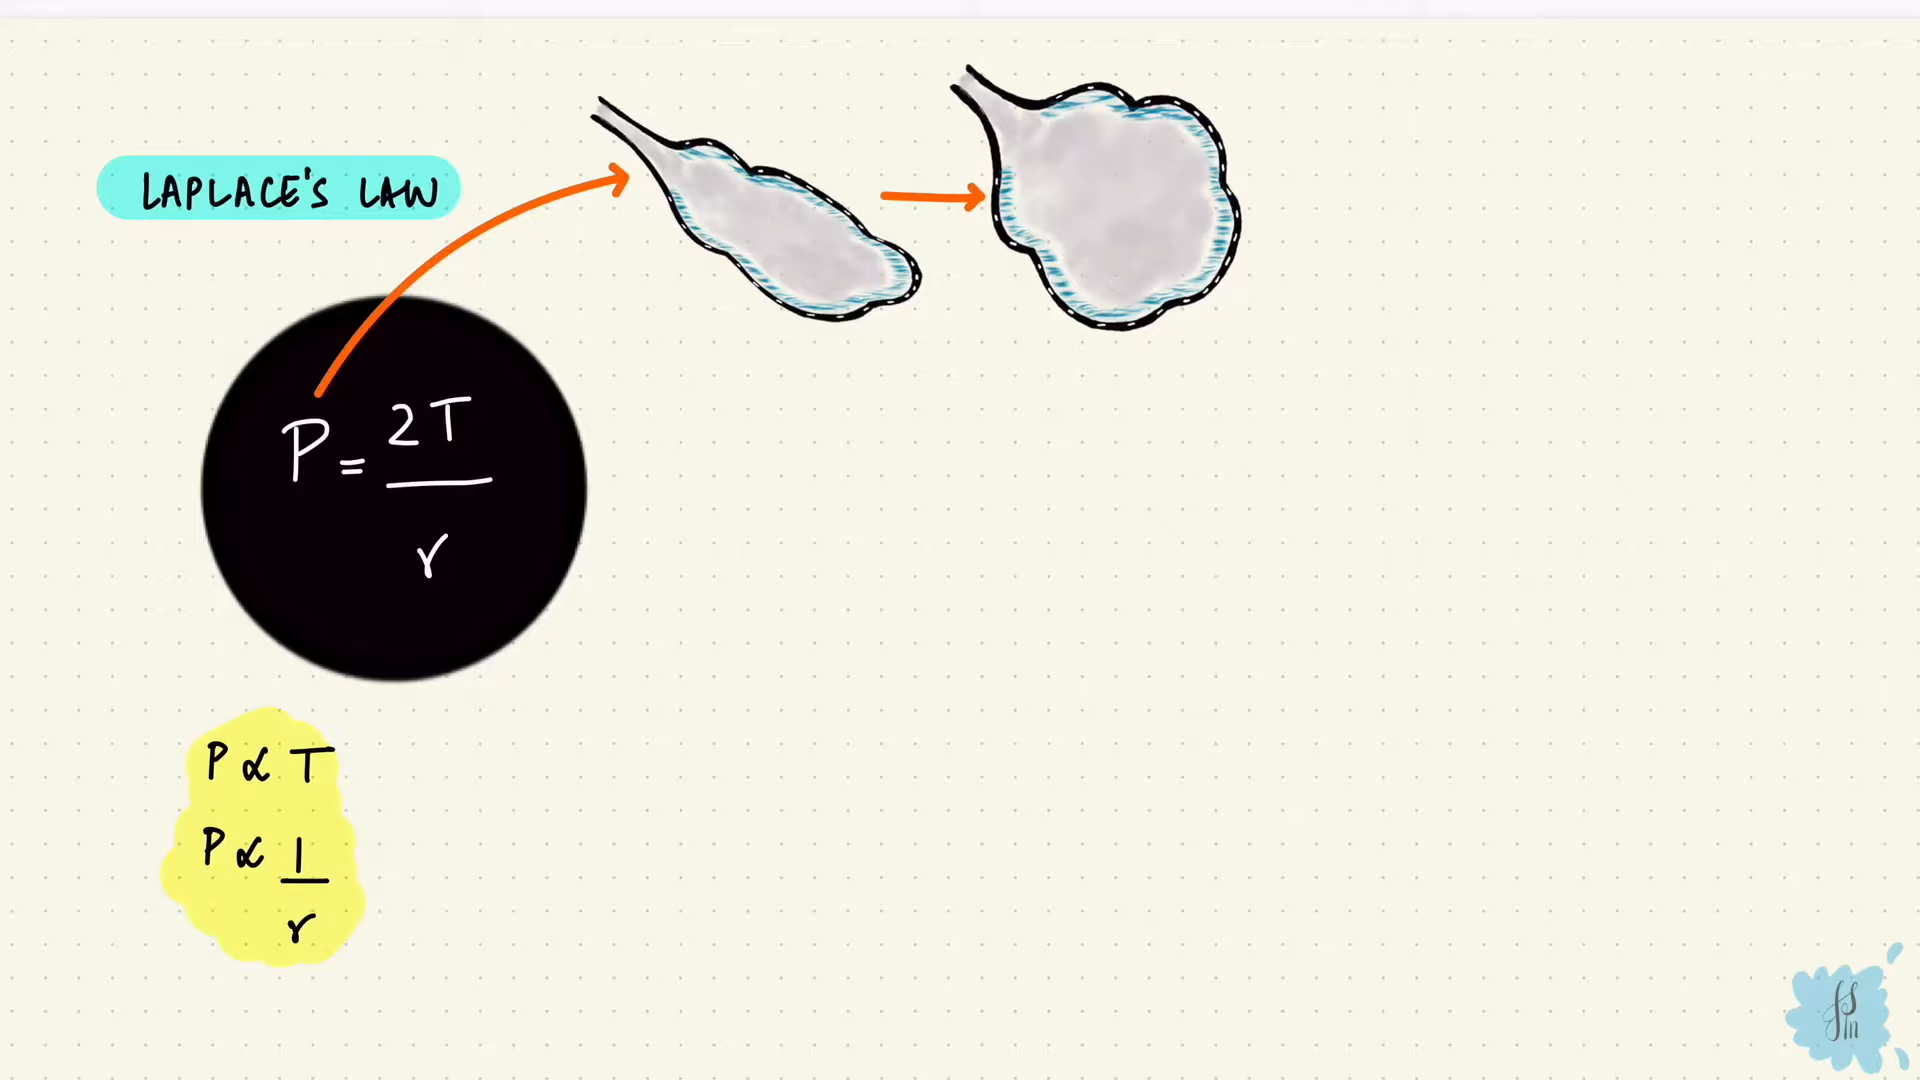 LAPLACE'S LAW
P = 2T
r
P ∝ T
P ∝ 1
r